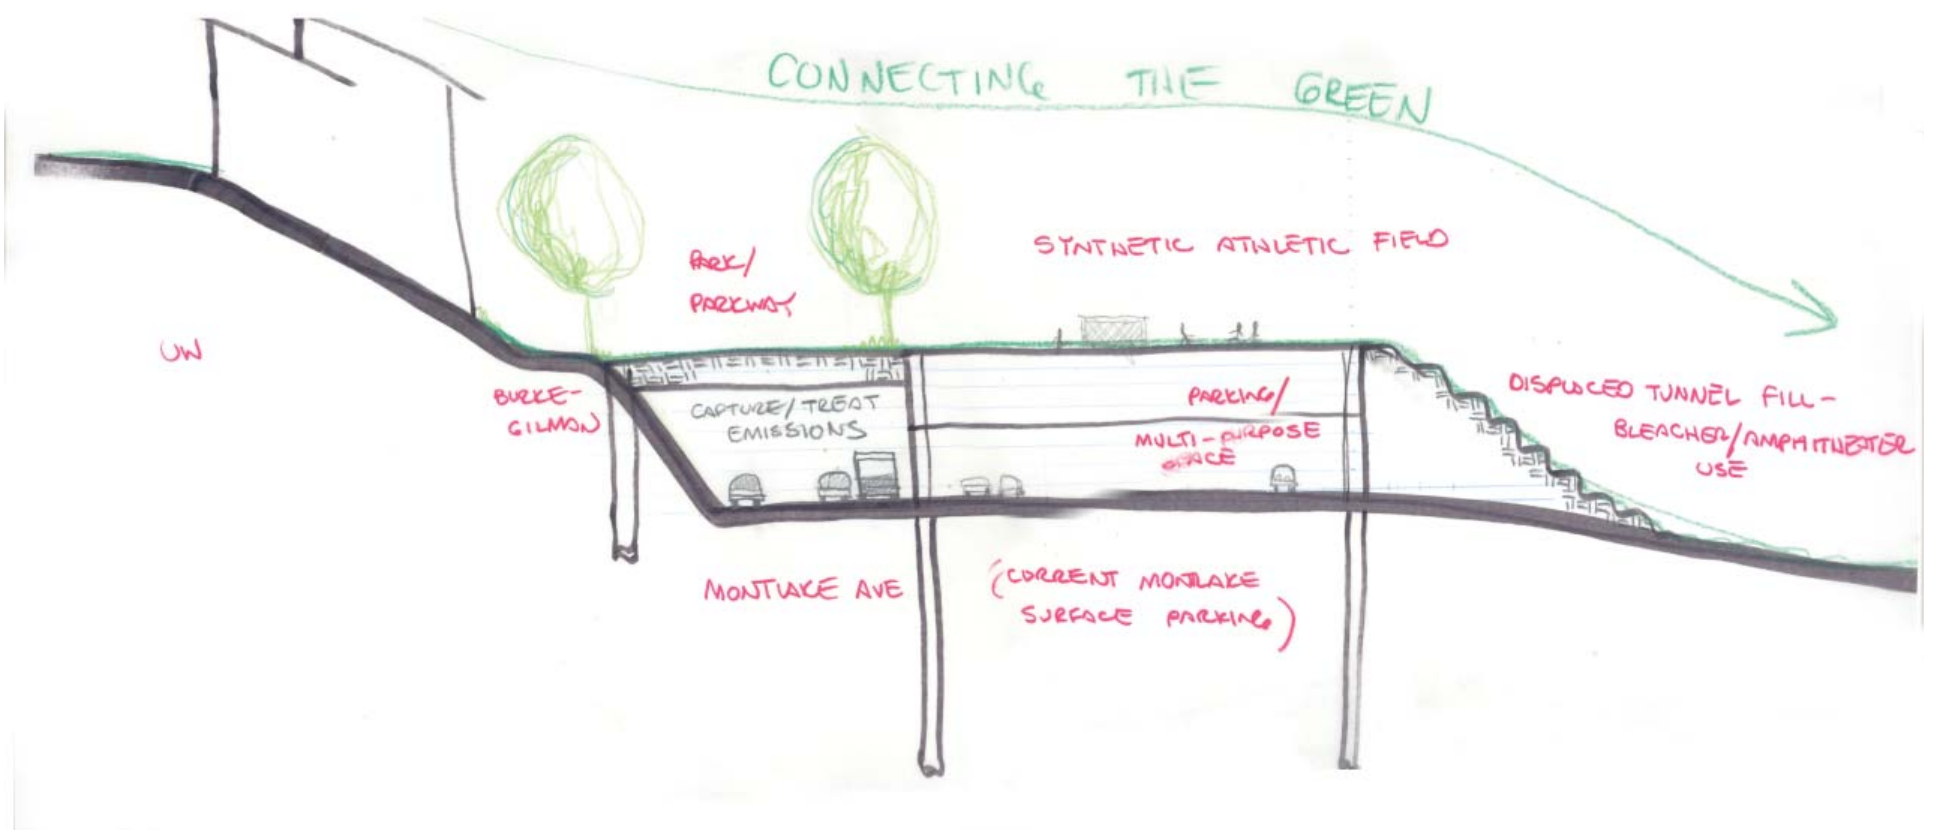 CONNECTING THE GREEN
SYNTHETIC ATHLETIC FIELD
PARK/
PARKWAY
UW
BURKE-
GILMAN
CAPTURE/TREAT
EMISSIONS
PARKING/
MULTI-PURPOSE
SPACE
DISPLACED TUNNEL FILL-
BLEACHER/AMPHITHEATER
USE
MONTLAKE AVE
(CURRENT MONTLAKE
SURFACE PARKING)